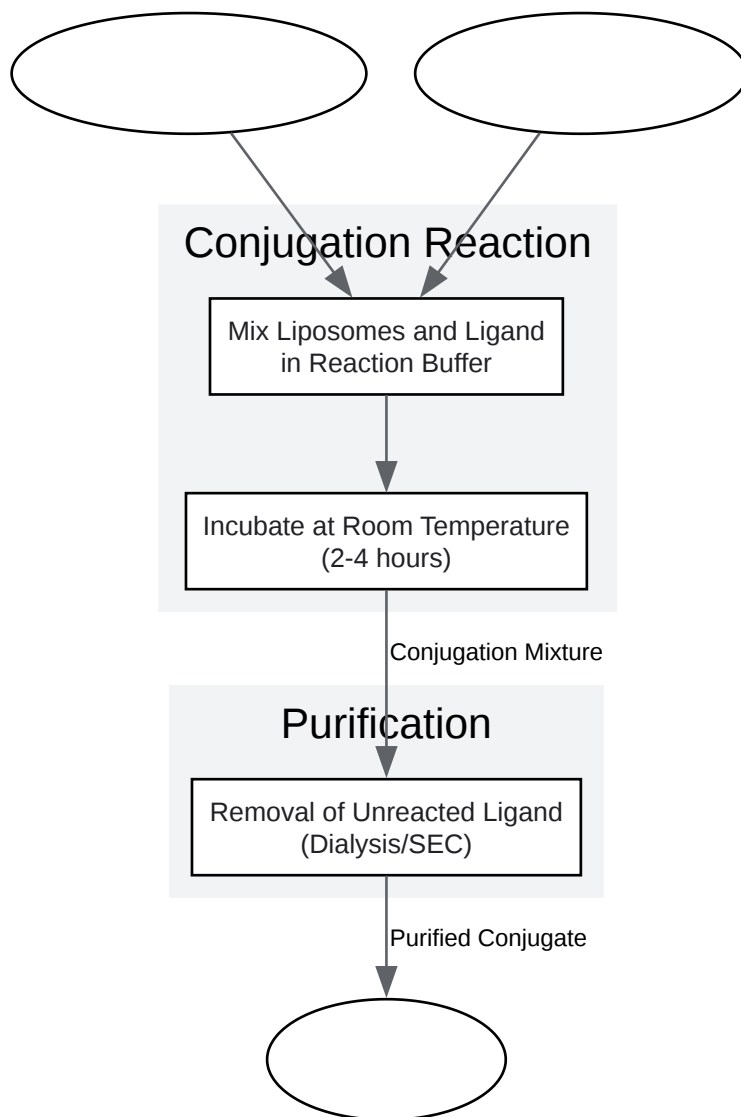 Conjugation Reaction
Mix Liposomes and Ligand
in Reaction Buffer
Incubate at Room Temperature
(2-4 hours)
Conjugation Mixture
Purification
Removal of Unreacted Ligand
(Dialysis/SEC)
Purified Conjugate